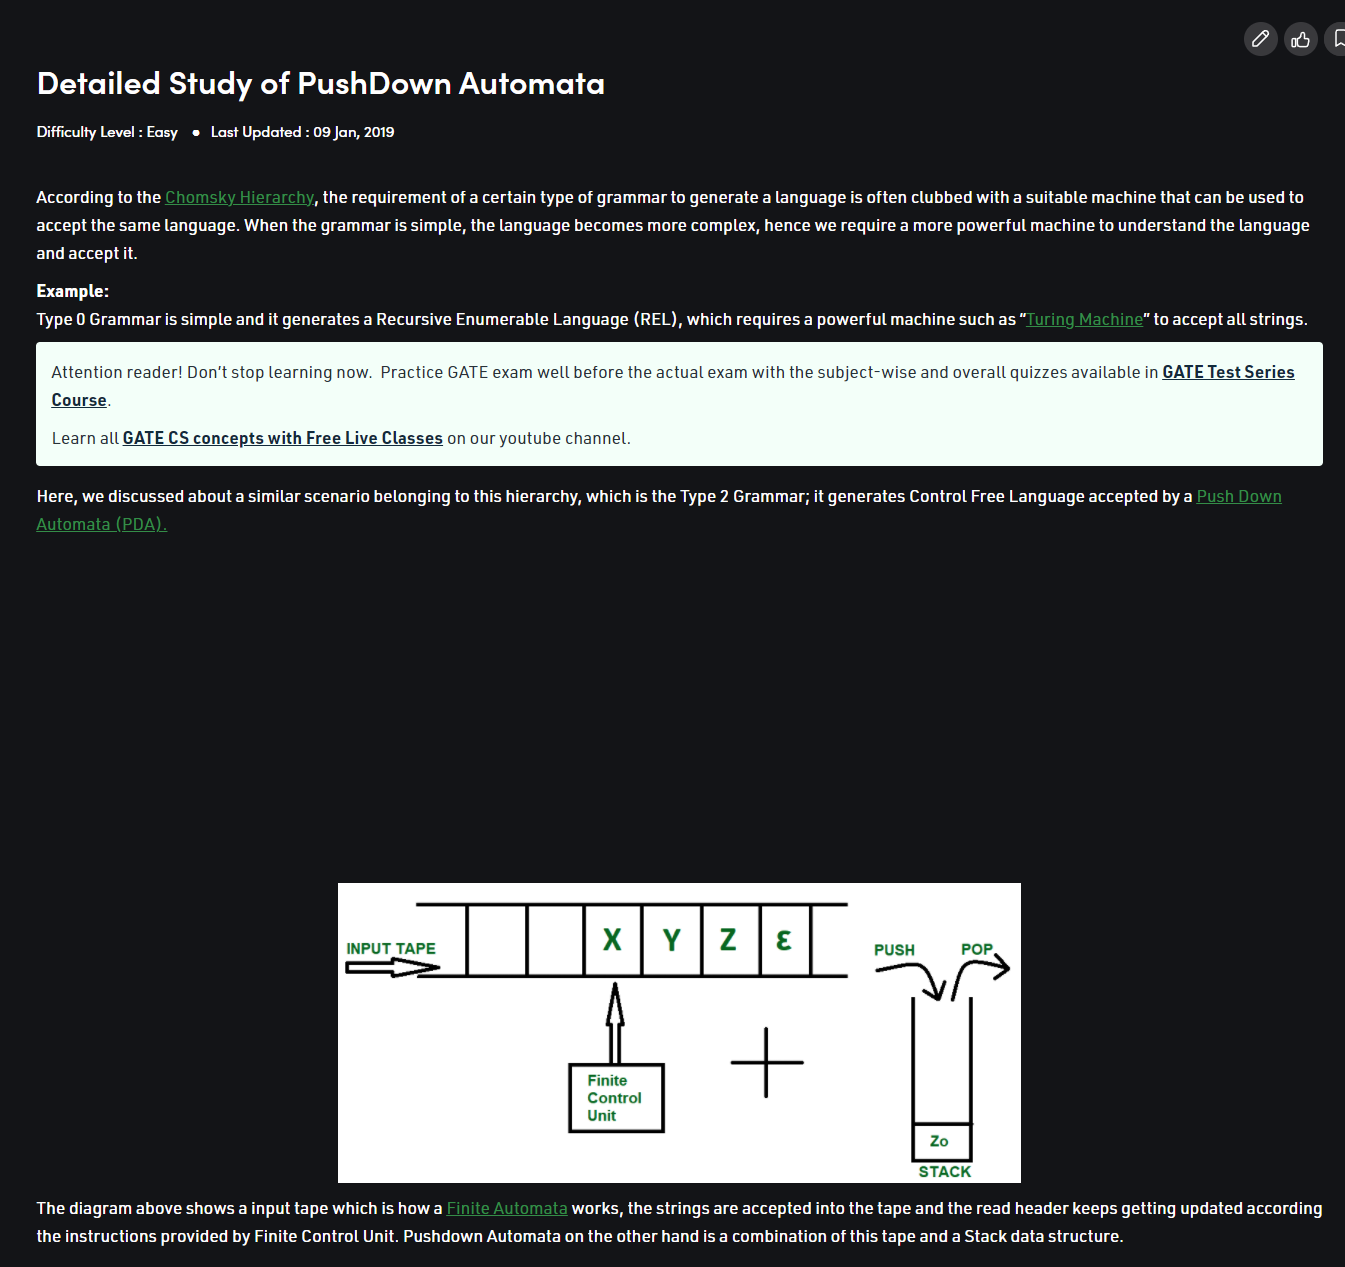 Detailed Study of PushDown Automata
Difficulty Level : Easy ● Last Updated : 09 Jan, 2019
According to the Chomsky Hierarchy, the requirement of a certain type of grammar to generate a language is often clubbed with a suitable machine that can be used to
accept the same language. When the grammar is simple, the language becomes more complex, hence we require a more powerful machine to understand the language
and accept it.
Example:
Type 0 Grammar is simple and it generates a Recursive Enumerable Language (REL), which requires a powerful machine such as “Turing Machine” to accept all strings.
Attention reader! Don’t stop learning now. Practice GATE exam well before the actual exam with the subject-wise and overall quizzes available in GATE Test Series
Course.
Learn all GATE CS concepts with Free Live Classes on our youtube channel.
Here, we discussed about a similar scenario belonging to this hierarchy, which is the Type 2 Grammar; it generates Control Free Language accepted by a Push Down
Automata (PDA).
INPUT TAPE
X Y Z ε
PUSH POP
Finite
Control
Unit
Zo
STACK
The diagram above shows a input tape which is how a Finite Automata works, the strings are accepted into the tape and the read header keeps getting updated according
the instructions provided by Finite Control Unit. Pushdown Automata on the other hand is a combination of this tape and a Stack data structure.